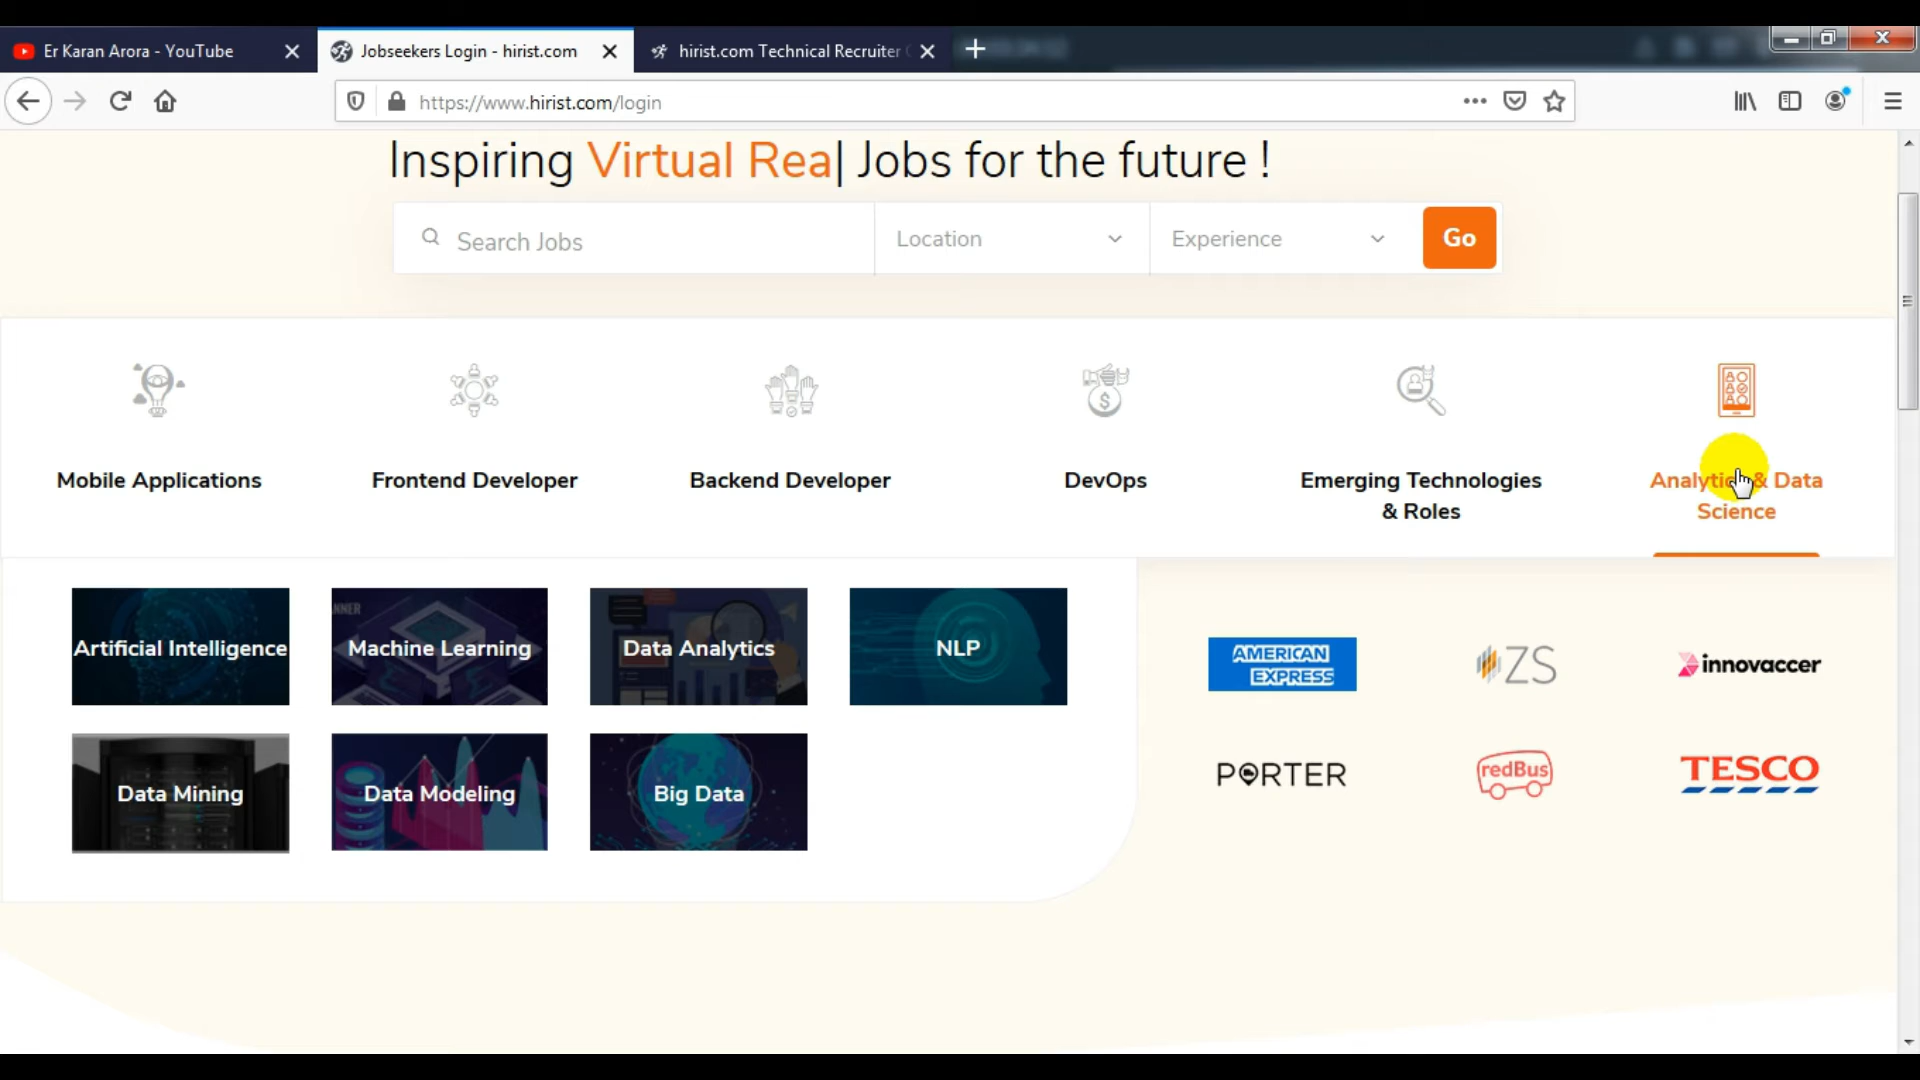 Er Karan Arora - YouTube
Jobseekers Login - hirist.com
hirist.com Technical Recruiter
https://www.hirist.com/login
Inspiring Virtual Rea| Jobs for the future !
Search Jobs
Location
Experience
Go
Mobile Applications
Frontend Developer
Backend Developer
DevOps
Emerging Technologies
& Roles
Analytics & Data
Science
Artificial Intelligence
Machine Learning
Data Analytics
NLP
AMERICAN
EXPRESS
ZS
innovaccer
Data Mining
Data Modeling
Big Data
PORTER
redBus
TESCO